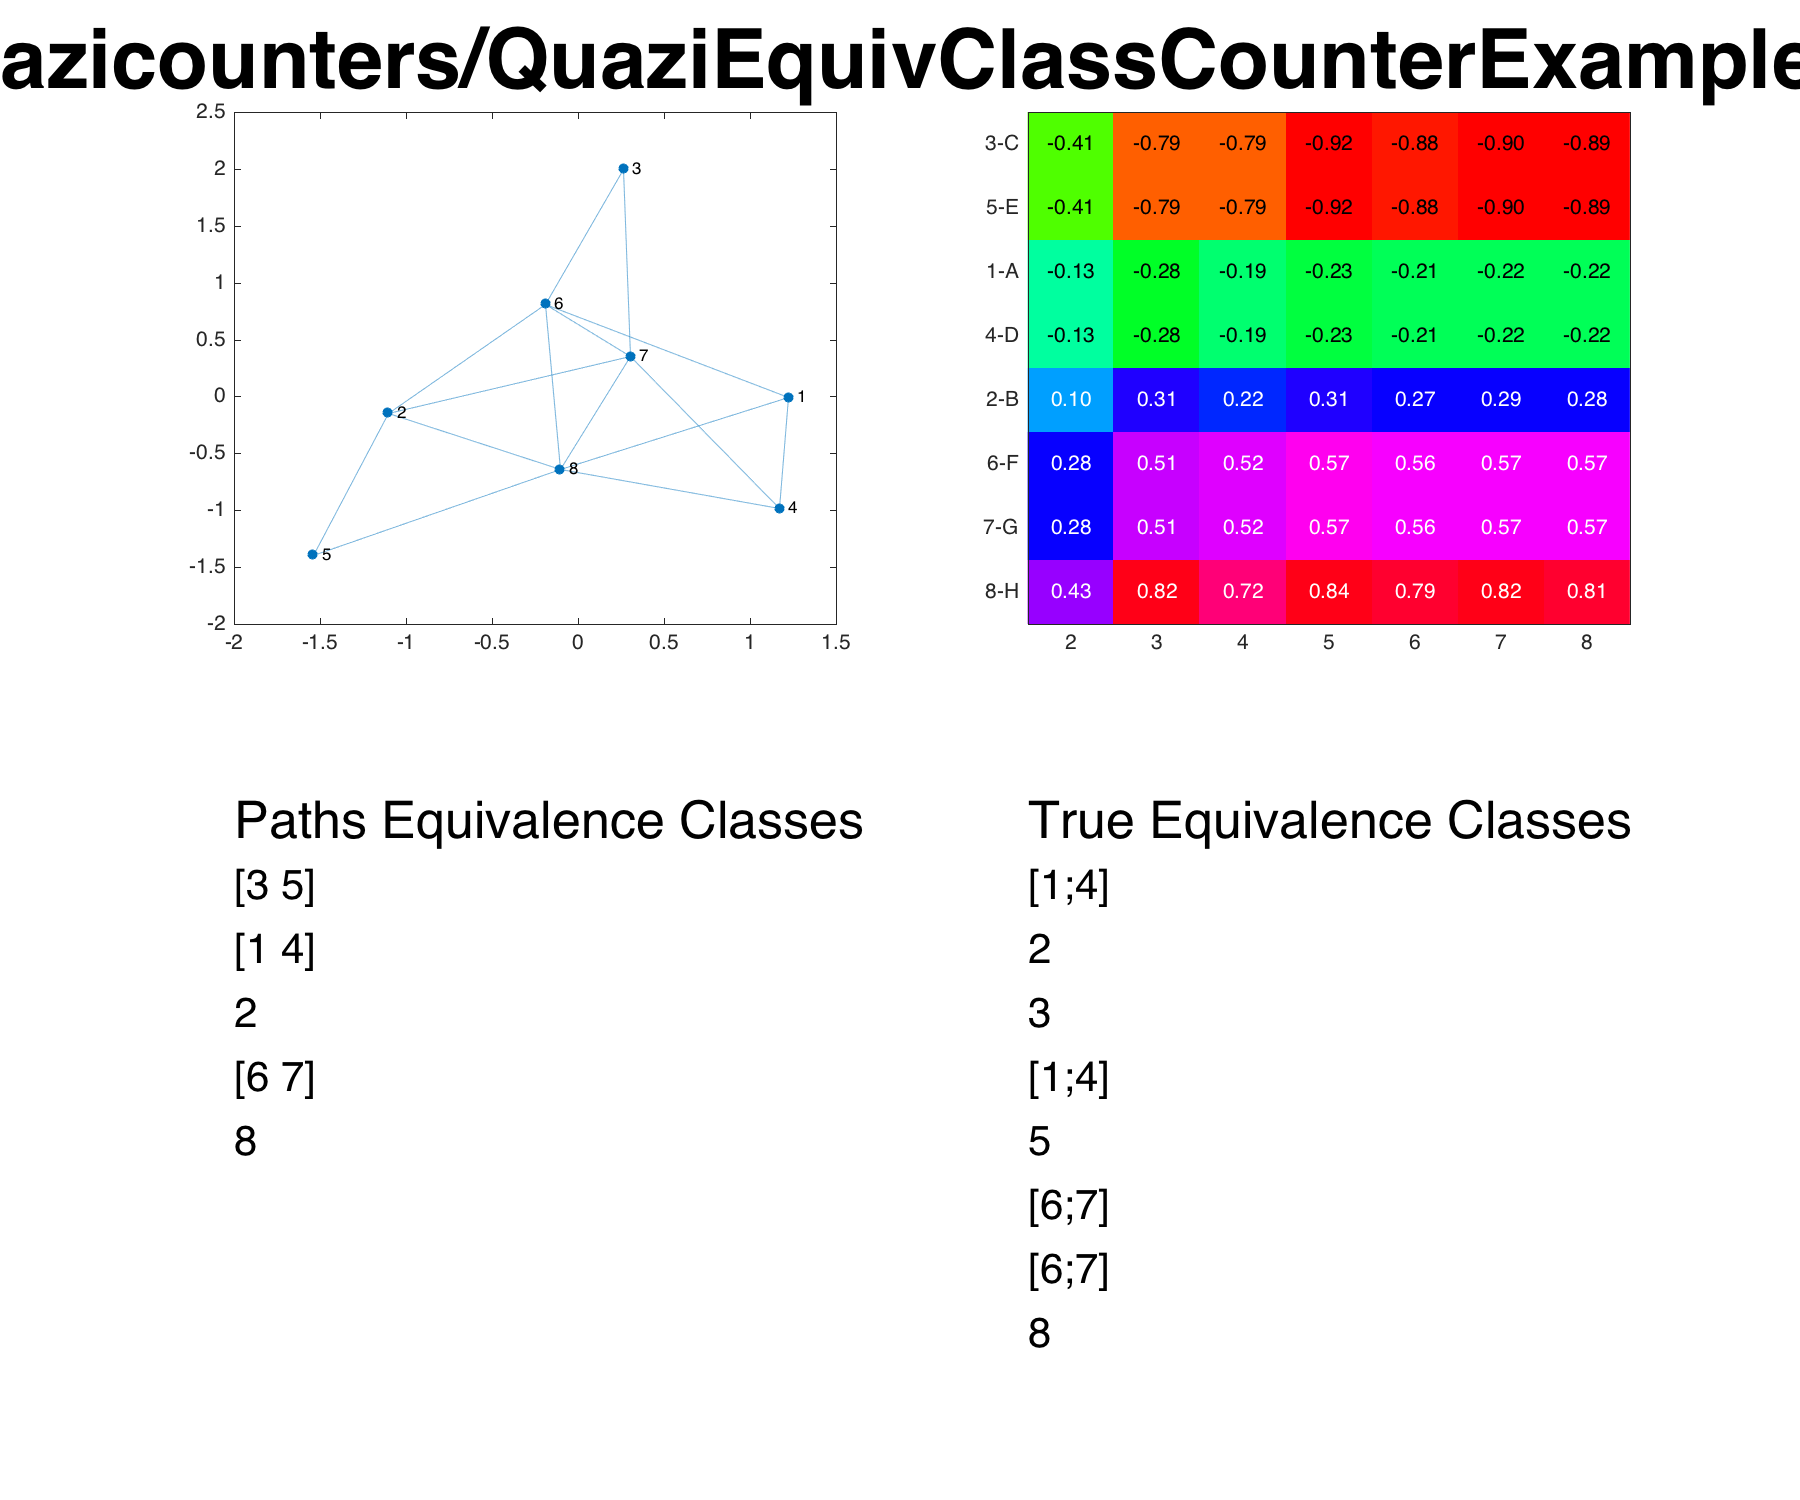 azicounters/QuaziEquivClassCounterExample
2.5
2
1.5
1
0.5
0
-0.5
-1
-1.5
-2
-2 -1.5 -1 -0.5 0 0.5 1 1.5
3
6
7
1
2
8
4
5
3-C -0.41 -0.79 -0.79 -0.92 -0.88 -0.90 -0.89
5-E -0.41 -0.79 -0.79 -0.92 -0.88 -0.90 -0.89
1-A -0.13 -0.28 -0.19 -0.23 -0.21 -0.22 -0.22
4-D -0.13 -0.28 -0.19 -0.23 -0.21 -0.22 -0.22
2-B 0.10 0.31 0.22 0.31 0.27 0.29 0.28
6-F 0.28 0.51 0.52 0.57 0.56 0.57 0.57
7-G 0.28 0.51 0.52 0.57 0.56 0.57 0.57
8-H 0.43 0.82 0.72 0.84 0.79 0.82 0.81
2 3 4 5 6 7 8
Paths Equivalence Classes
[3 5]
[1 4]
2
[6 7]
8
True Equivalence Classes
[1;4]
2
3
[1;4]
5
[6;7]
[6;7]
8